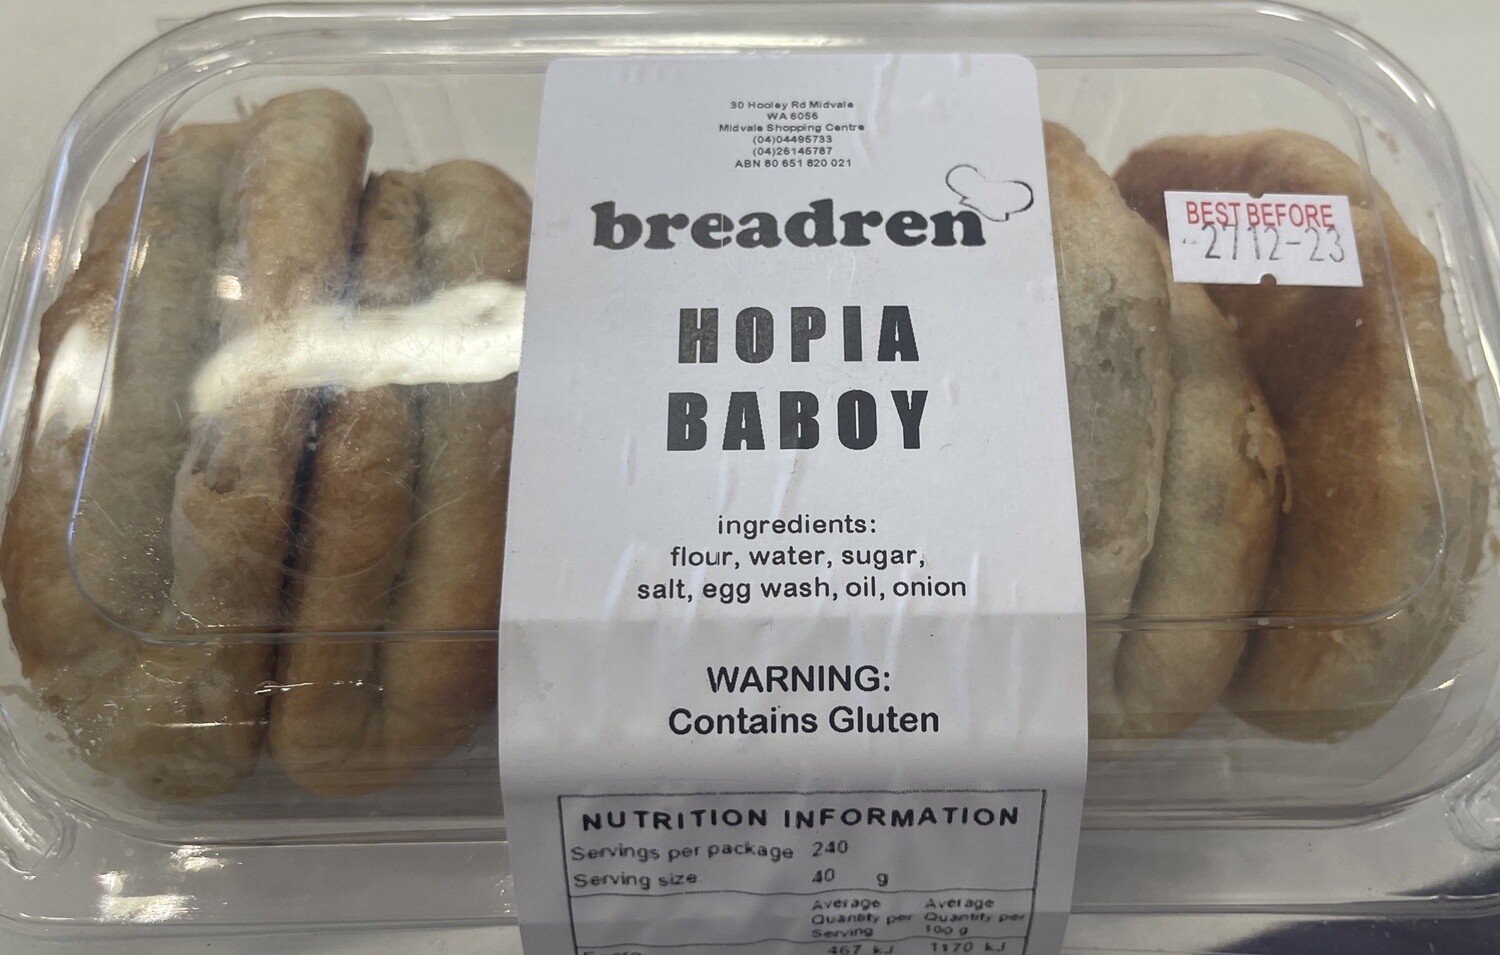 30 Hooley Rd Midvale
WA 6056
Midvale Shopping Centre
(04)04495733
(04)26145787
ABN 80 651 820 021
breadren
HOPIA
BABOY
ingredients:
flour, water, sugar,
salt, egg wash, oil, onion
WARNING:
Contains Gluten
NUTRITION INFORMATION
Servings per package 240
Serving size 40 g
Average Average
Quantity per Quantity per
Serving 100 g
467 kJ 1170 kJ
BEST BEFORE
2712-23